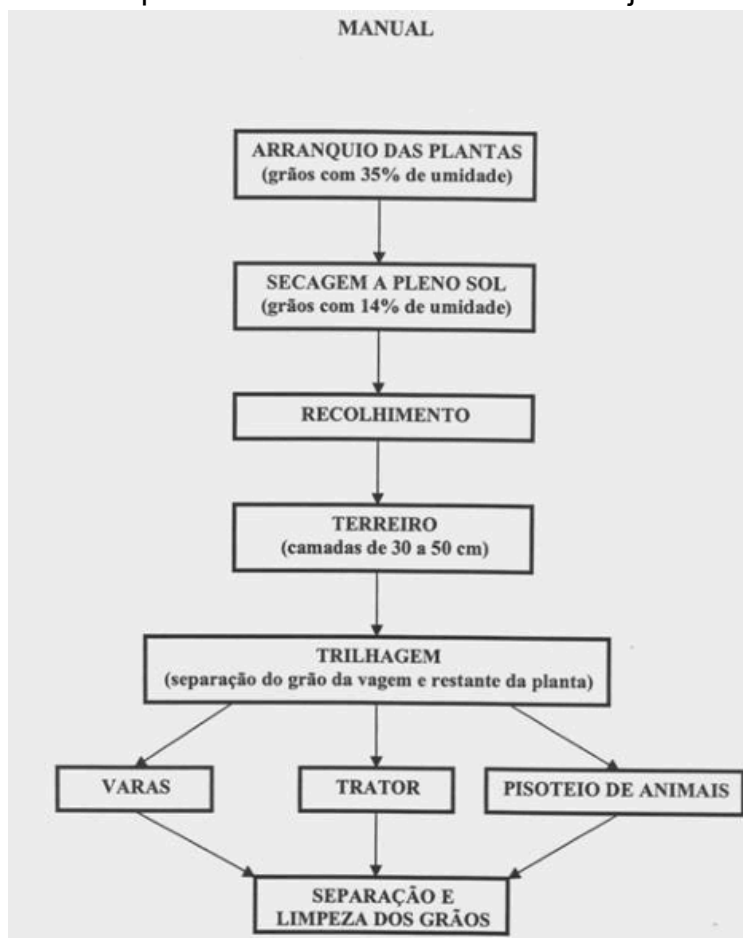 MANUAL
ARRANQUIO DAS PLANTAS
(grãos com 35% de umidade)
SECAGEM A PLENO SOL
(grãos com 14% de umidade)
RECOLHIMENTO
TERREIRO
(camadas de 30 a 50 cm)
TRILHAGEM
(separação do grão da vagem e restante da planta)
VARAS
TRATOR
PISOTEIO DE ANIMAIS
SEPARAÇÃO E
LIMPEZA DOS GRÃOS